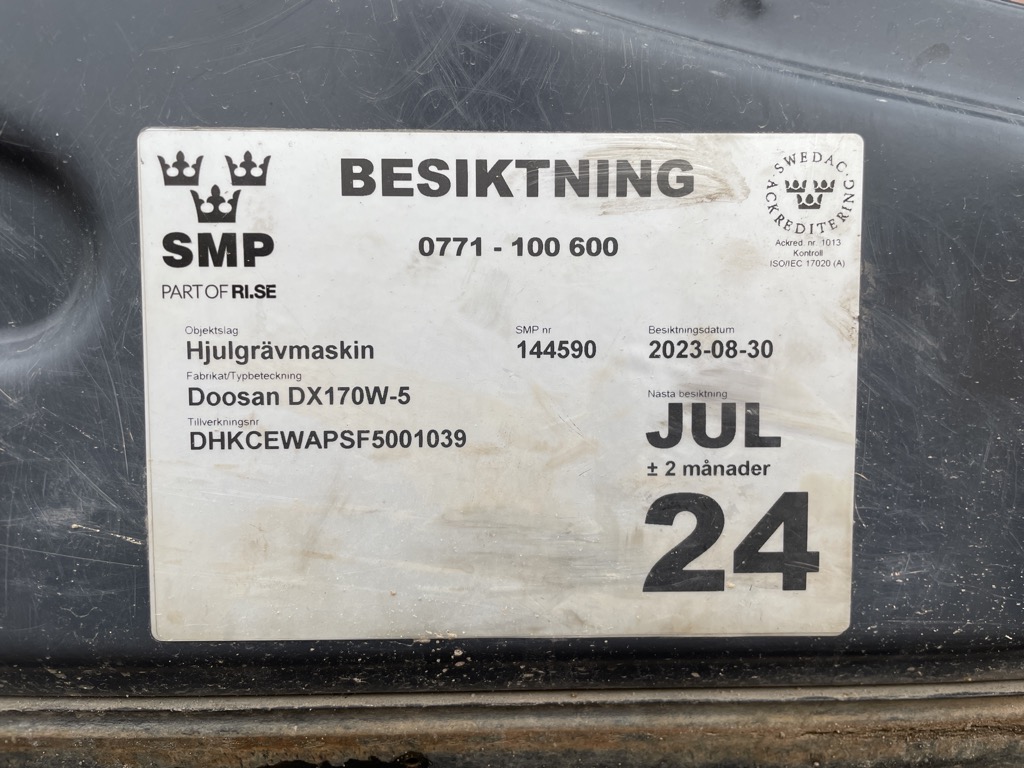 BESIKTNING
0771 - 100 600
SMP
PART OF RI.SE
SWEDAC
ACKREDITERING
Ackred. nr. 1013
Kontroll
ISO/IEC 17020 (A)
Objektslag
Hjulgrävmaskin
SMP nr
144590
Besiktningsdatum
2023-08-30
Fabrikat/Typbeteckning
Doosan DX170W-5
Tillverkningsnr
DHKCEWAPSF5001039
Nästa besiktning
JUL
± 2 månader
24